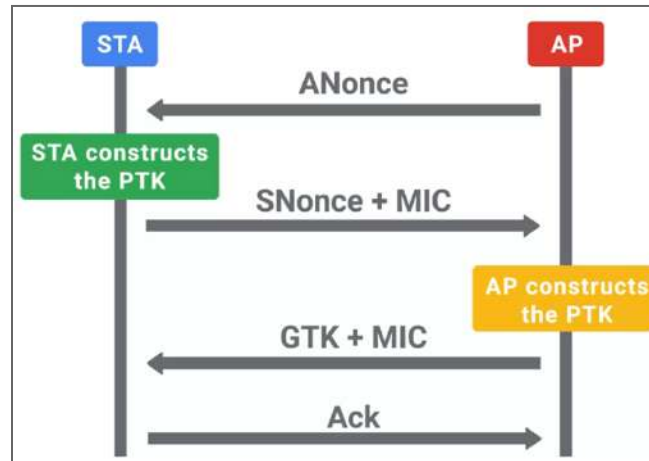 STA
AP
ANonce
STA constructs
the PTK
SNonce + MIC
AP constructs
the PTK
GTK + MIC
Ack